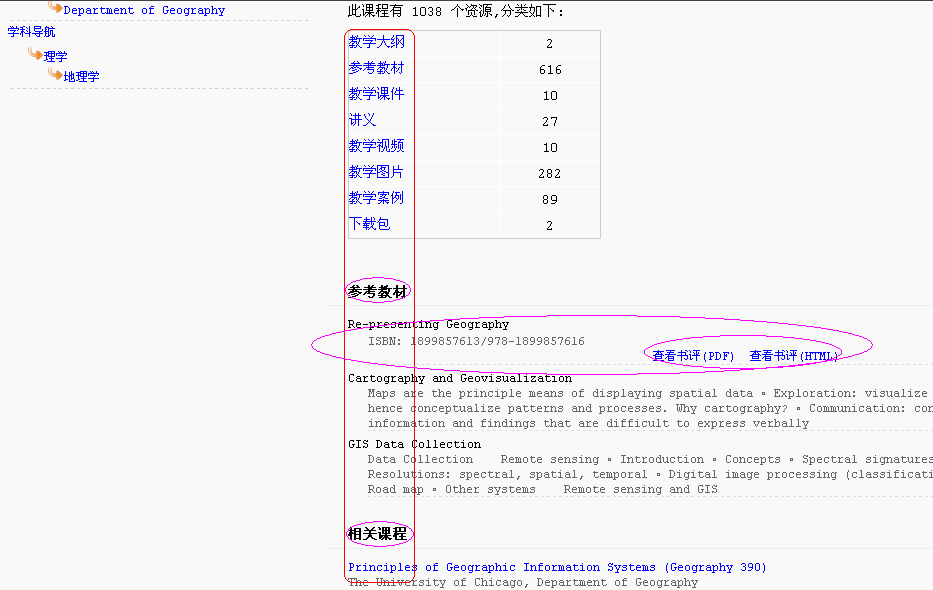 Department of Geography
学科导航
理学
地理学
此课程有 1038 个资源,分类如下:
教学大纲 2
参考教材 616
教学课件 10
讲义 27
教学视频 10
教学图片 282
教学案例 89
下载包 2
参考教材
Re-presenting Geography
ISBN: 1899857613/978-1899857616
查看书评(PDF) 查看书评(HTML)
Cartography and Geovisualization
Maps are the principle means of displaying spatial data • Exploration: visualize
hence conceptualize patterns and processes. Why cartography? • Communication: con
information and findings that are difficult to express verbally
GIS Data Collection
Data Collection Remote sensing • Introduction • Concepts • Spectral signatures
Resolutions: spectral, spatial, temporal • Digital image processing (classificati
Road map • Other systems Remote sensing and GIS
相关课程
Principles of Geographic Information Systems (Geography 390)
The University of Chicago, Department of Geography